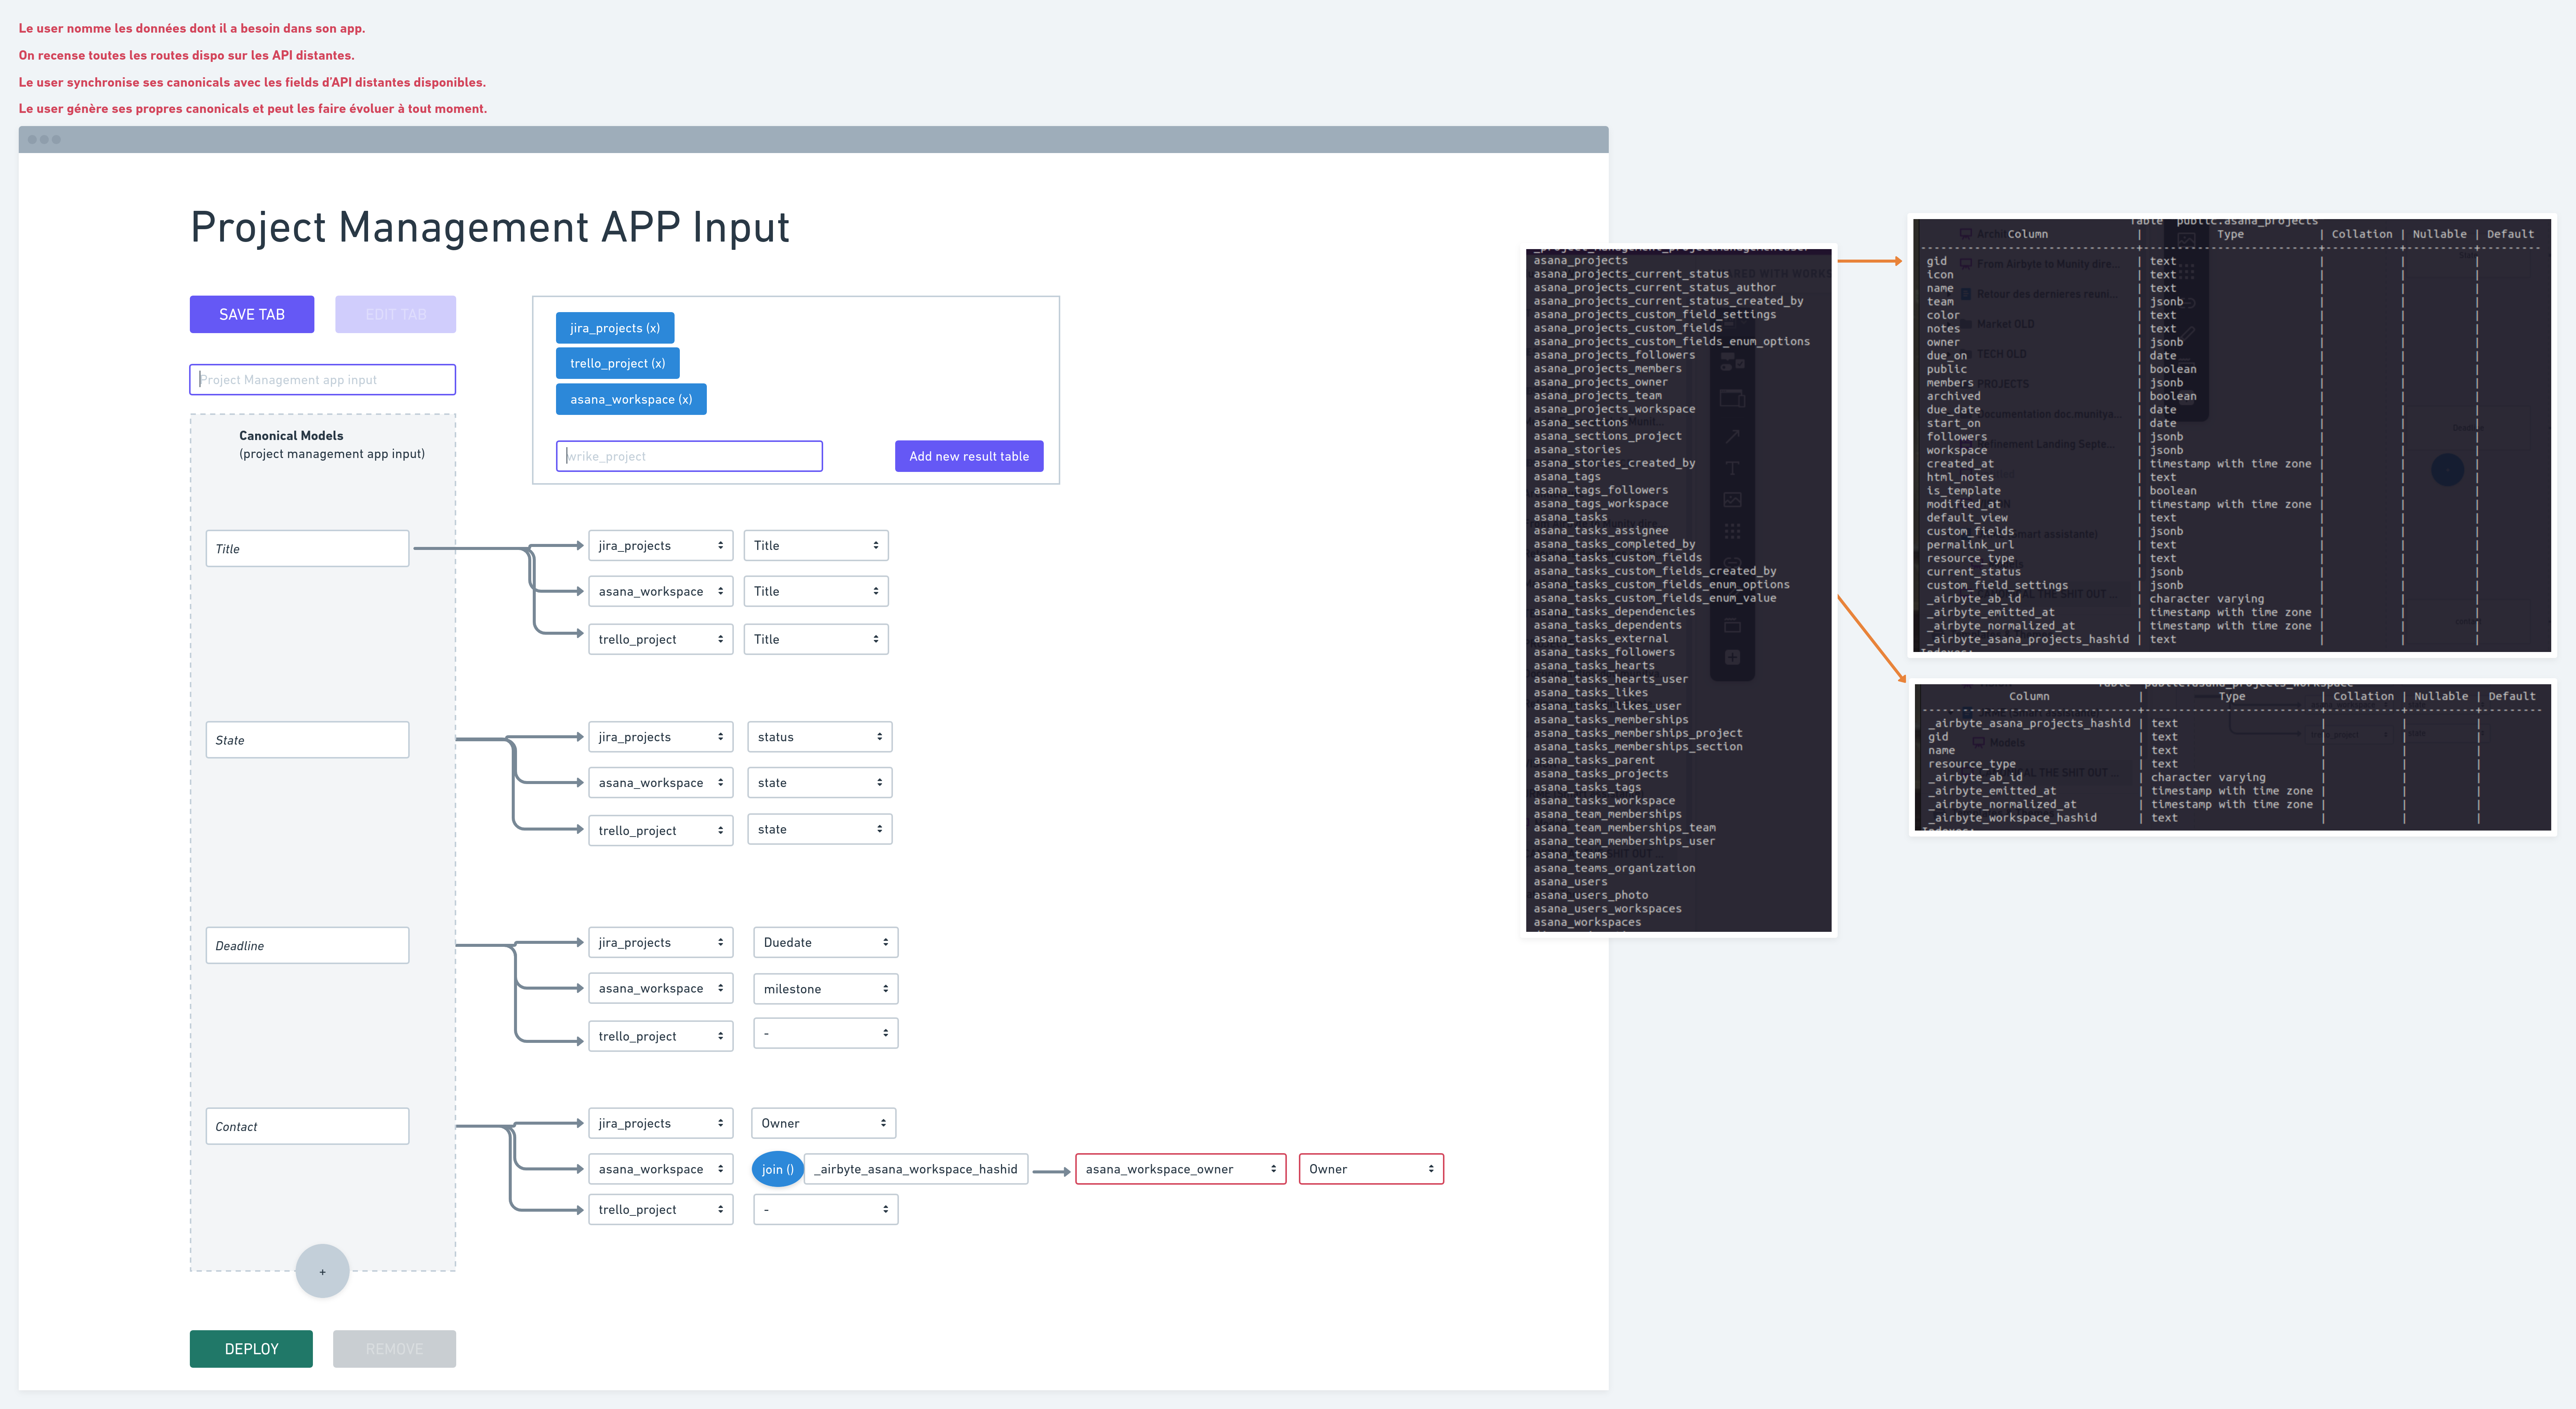 Le user nomme les données dont il a besoin dans son app.
On recense toutes les routes dispo sur les API distantes.
Le user synchronise ses canonicals avec les fields d'API distantes disponibles.
Le user génère ses propres canonicals et peut les faire évoluer à tout moment.
Project Management APP Input
SAVE TAB
EDIT TAB
Project Management app input
jira_projects (x)
trello_project (x)
asana_workspace (x)
wrike_project
Add new result table
Canonical Models
(project management app input)
Title
jira_projects
Title
asana_workspace
Title
trello_project
Title
State
jira_projects
status
asana_workspace
state
trello_project
state
Deadline
jira_projects
Duedate
asana_workspace
milestone
trello_project
-
Contact
jira_projects
Owner
asana_workspace
join ()
_airbyte_asana_workspace_hashid
asana_workspace_owner
Owner
trello_project
-
+
DEPLOY
REMOVE
asana_projects
asana_projects_current_status
asana_projects_current_status_author
asana_projects_current_status_created_by
asana_projects_custom_field_settings
asana_projects_custom_fields
asana_projects_custom_fields_enum_options
asana_projects_followers
asana_projects_members
asana_projects_owner
asana_projects_team
asana_projects_workspace
asana_sections
asana_sections_project
asana_stories
asana_stories_created_by
asana_tags
asana_tags_followers
asana_tags_workspace
asana_tasks
asana_tasks_assignee
asana_tasks_completed_by
asana_tasks_custom_fields
asana_tasks_custom_fields_created_by
asana_tasks_custom_fields_enum_options
asana_tasks_custom_fields_enum_value
asana_tasks_dependencies
asana_tasks_dependents
asana_tasks_external
asana_tasks_followers
asana_tasks_hearts
asana_tasks_hearts_user
asana_tasks_likes
asana_tasks_likes_user
asana_tasks_memberships
asana_tasks_memberships_project
asana_tasks_memberships_section
asana_tasks_parent
asana_tasks_projects
asana_tasks_tags
asana_tasks_workspace
asana_team_memberships
asana_team_memberships_team
asana_team_memberships_user
asana_teams
asana_teams_organization
asana_users
asana_users_photo
asana_users_workspaces
asana_workspaces
Table public.asana_projects
Column | Type | Collation | Nullable | Default
gid | text
icon | text
name | text
team | jsonb
color | text
notes | text
owner | jsonb
due_on | date
public | boolean
members | jsonb
archived | boolean
due_date | date
start_on | date
followers | jsonb
workspace | jsonb
created_at | timestamp with time zone
html_notes | text
is_template | boolean
modified_at | timestamp with time zone
default_view | text
custom_fields | jsonb
permalink_url | text
resource_type | text
current_status | jsonb
custom_field_settings | jsonb
_airbyte_ab_id | character varying
_airbyte_emitted_at | timestamp with time zone
_airbyte_normalized_at | timestamp with time zone
_airbyte_asana_projects_hashid | text
Table public.asana_projects_workspace
Column | Type | Collation | Nullable | Default
_airbyte_asana_projects_hashid | text
gid | text
name | text
resource_type | text
_airbyte_ab_id | character varying
_airbyte_emitted_at | timestamp with time zone
_airbyte_normalized_at | timestamp with time zone
_airbyte_workspace_hashid | text